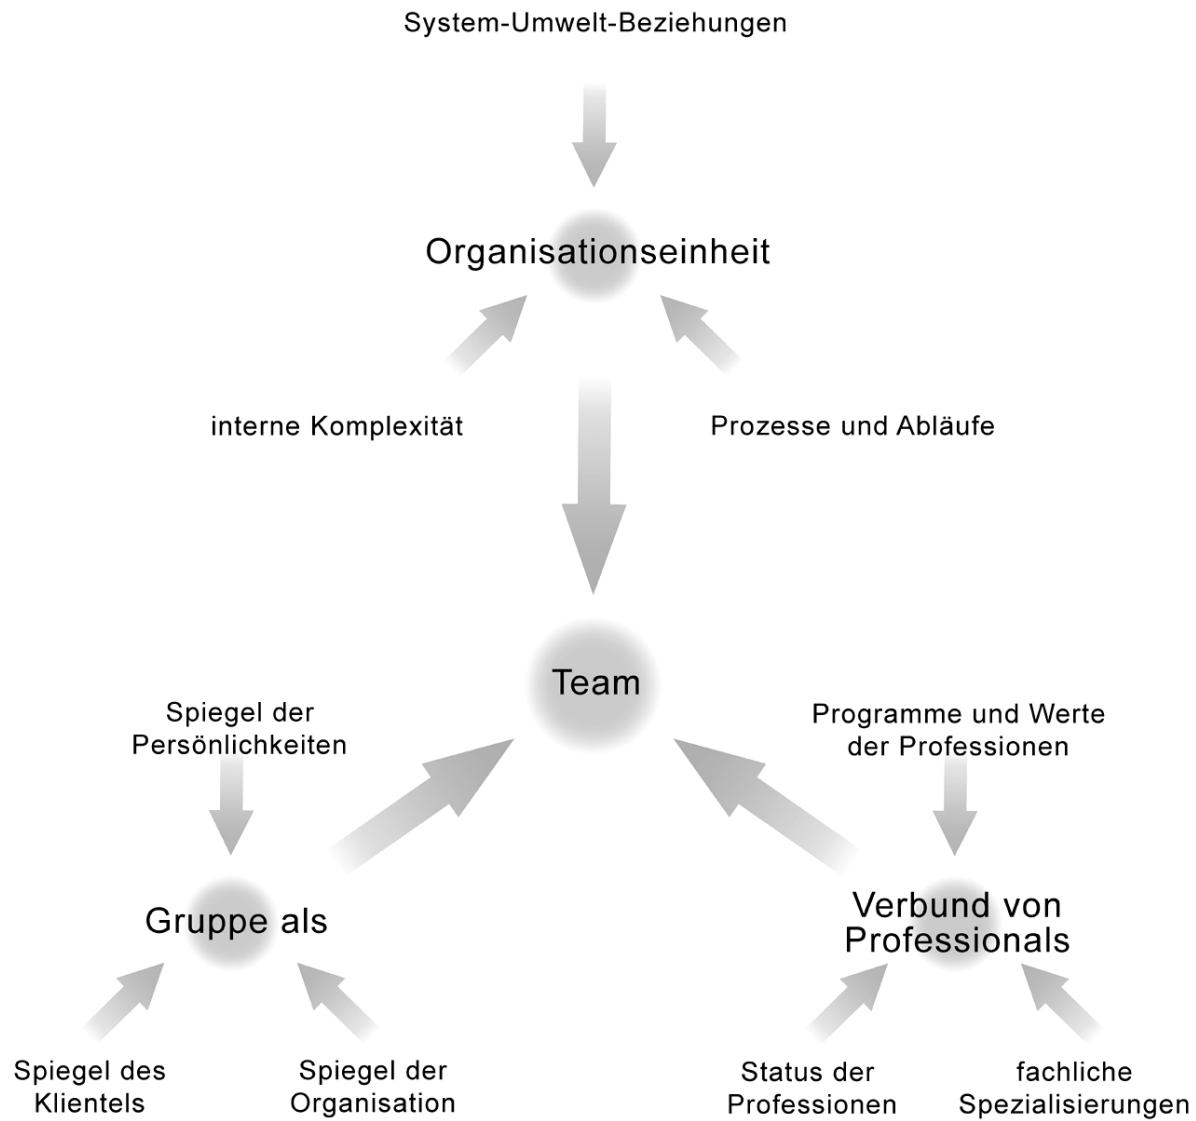 System-Umwelt-Beziehungen
Organisationseinheit
interne Komplexität
Prozesse und Abläufe
Team
Spiegel der
Persönlichkeiten
Programme und Werte
der Professionen
Gruppe als
Verbund von
Professionals
Spiegel des
Klientels
Spiegel der
Organisation
Status der
Professionen
fachliche
Spezialisierungen